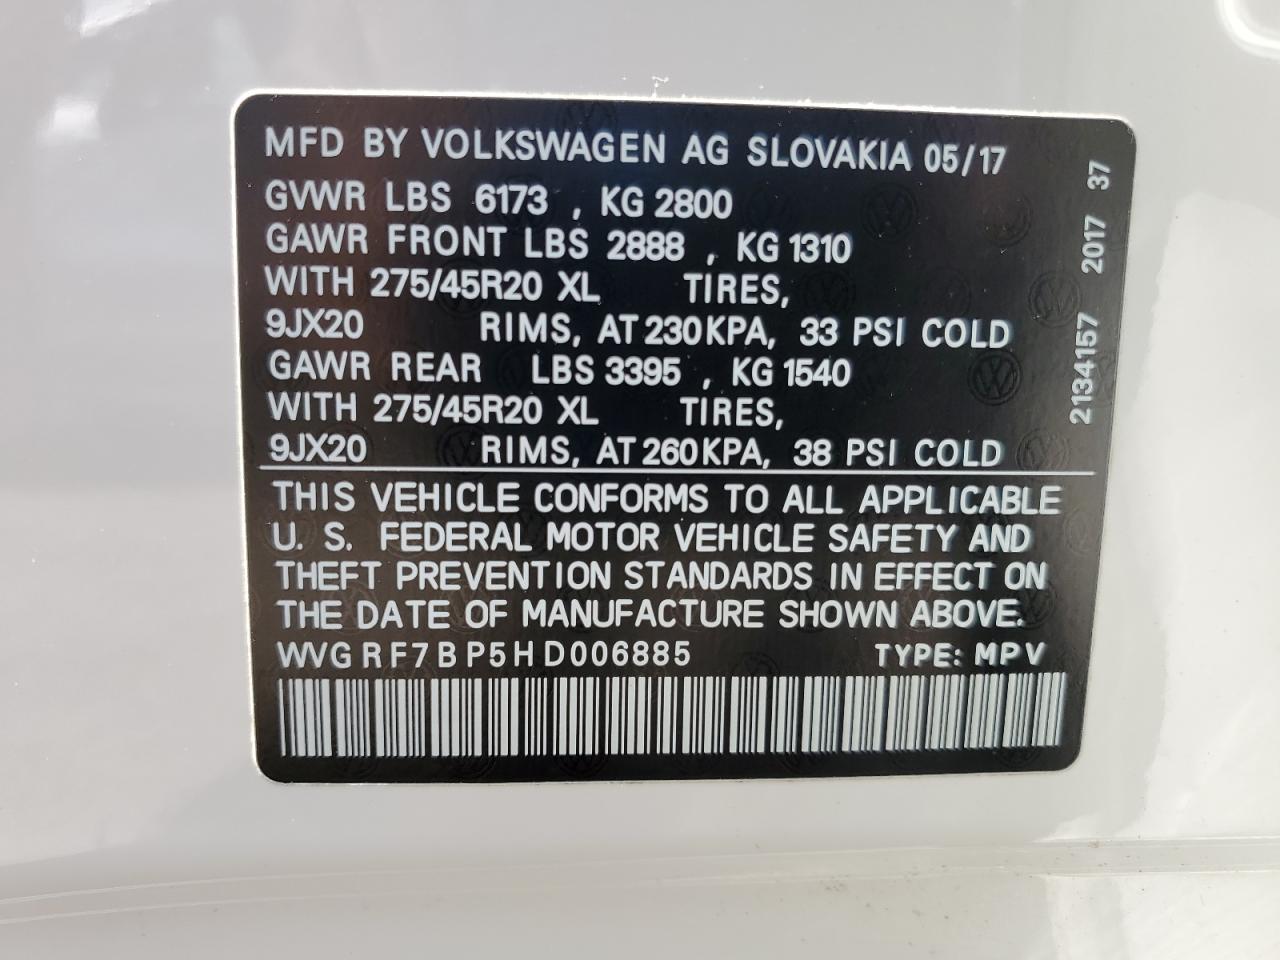 MFD BY VOLKSWAGEN AG SLOVAKIA 05/17
GVWR LBS 6173 , KG 2800
GAWR FRONT LBS 2888 , KG 1310
WITH 275/45R20 XL TIRES,
9JX20 RIMS, AT 230KPA, 33 PSI COLD
GAWR REAR LBS 3395 , KG 1540
WITH 275/45R20 XL TIRES,
9JX20 RIMS, AT 260KPA, 38 PSI COLD
THIS VEHICLE CONFORMS TO ALL APPLICABLE
U. S. FEDERAL MOTOR VEHICLE SAFETY AND
THEFT PREVENTION STANDARDS IN EFFECT ON
THE DATE OF MANUFACTURE SHOWN ABOVE.
WVGRF7BP5HD006885 TYPE: MPV
2134157 2017 37